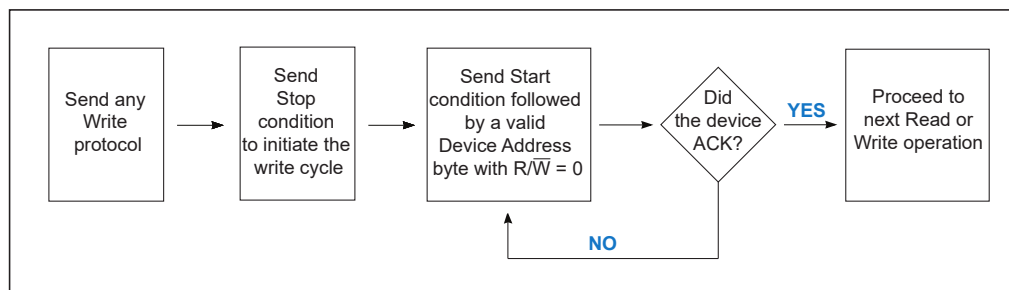 Send any
Write
protocol
Send
Stop
condition
to initiate the
write cycle
Send Start
condition followed
by a valid
Device Address
byte with R/W̅ = 0
Did
the device
ACK?
YES
Proceed to
next Read or
Write operation
NO